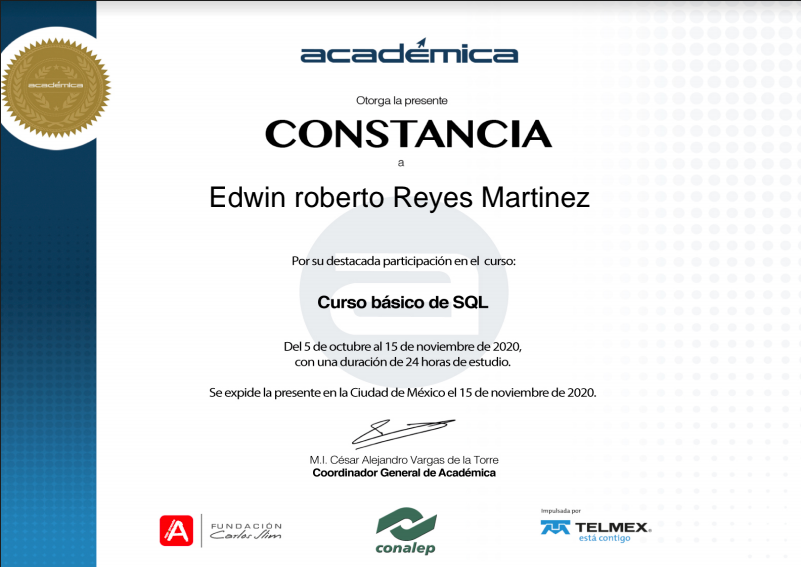 académica
académica
Otorga la presente
CONSTANCIA
a
Edwin roberto Reyes Martinez
Por su destacada participación en el curso:
Curso básico de SQL
Del 5 de octubre al 15 de noviembre de 2020,
con una duración de 24 horas de estudio.
Se expide la presente en la Ciudad de México el 15 de noviembre de 2020.
M.I. César Alejandro Vargas de la Torre
Coordinador General de Académica
FUNDACIÓN
Carlos Slim
conalep
Impulsada por
TELMEX®
está contigo